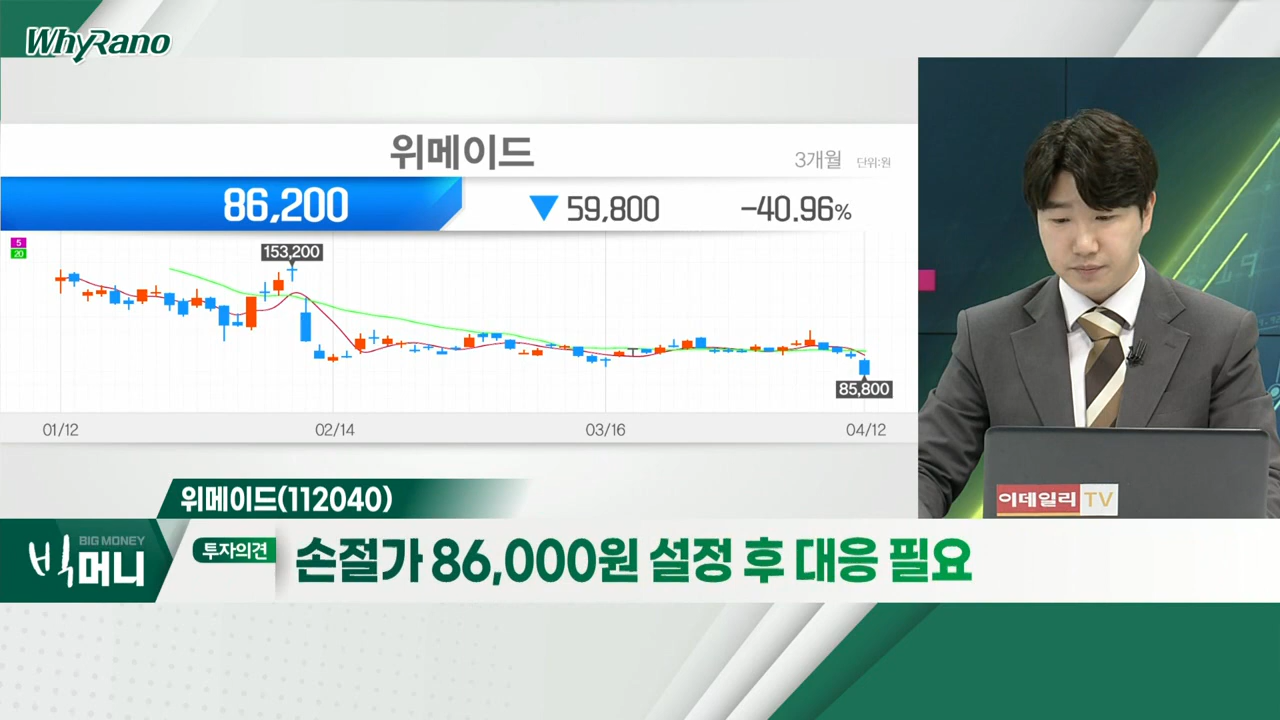 WhyRano
위메이드
3개월 단위:원
86,200 ▼ 59,800 -40.96%
5
20
153,200
85,800
01/12 02/14 03/16 04/12
이데일리 TV
위메이드(112040)
BIG MONEY
빅머니
투자의견
손절가 86,000원 설정 후 대응 필요